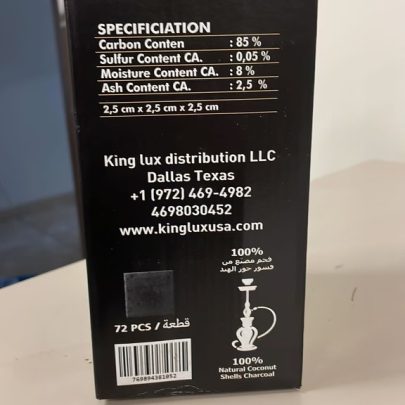 SPECIFICIATION
Carbon Conten : 85 %
Sulfur Content CA. : 0,05 %
Moisture Content CA. : 8 %
Ash Content CA. : 2,5 %
2,5 cm x 2,5 cm x 2,5 cm
King lux distribution LLC
Dallas Texas
+1 (972) 469-4982
4698030452
www.kingluxusa.com
100%
فحم مصنع من
قشور جوز الهند
72 PCS / قطعة
769894381052
100%
Natural Coconut
Shells Charcoal